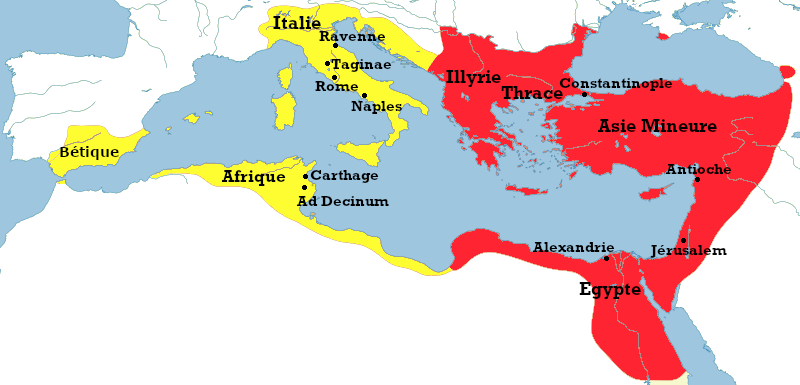 Italie
Ravenne
Taginae
Rome
Naples
Illyrie
Thrace
Constantinople
Asie Mineure
Bétique
Afrique
Carthage
Ad Decinum
Antioche
Alexandrie
Jérusalem
Egypte